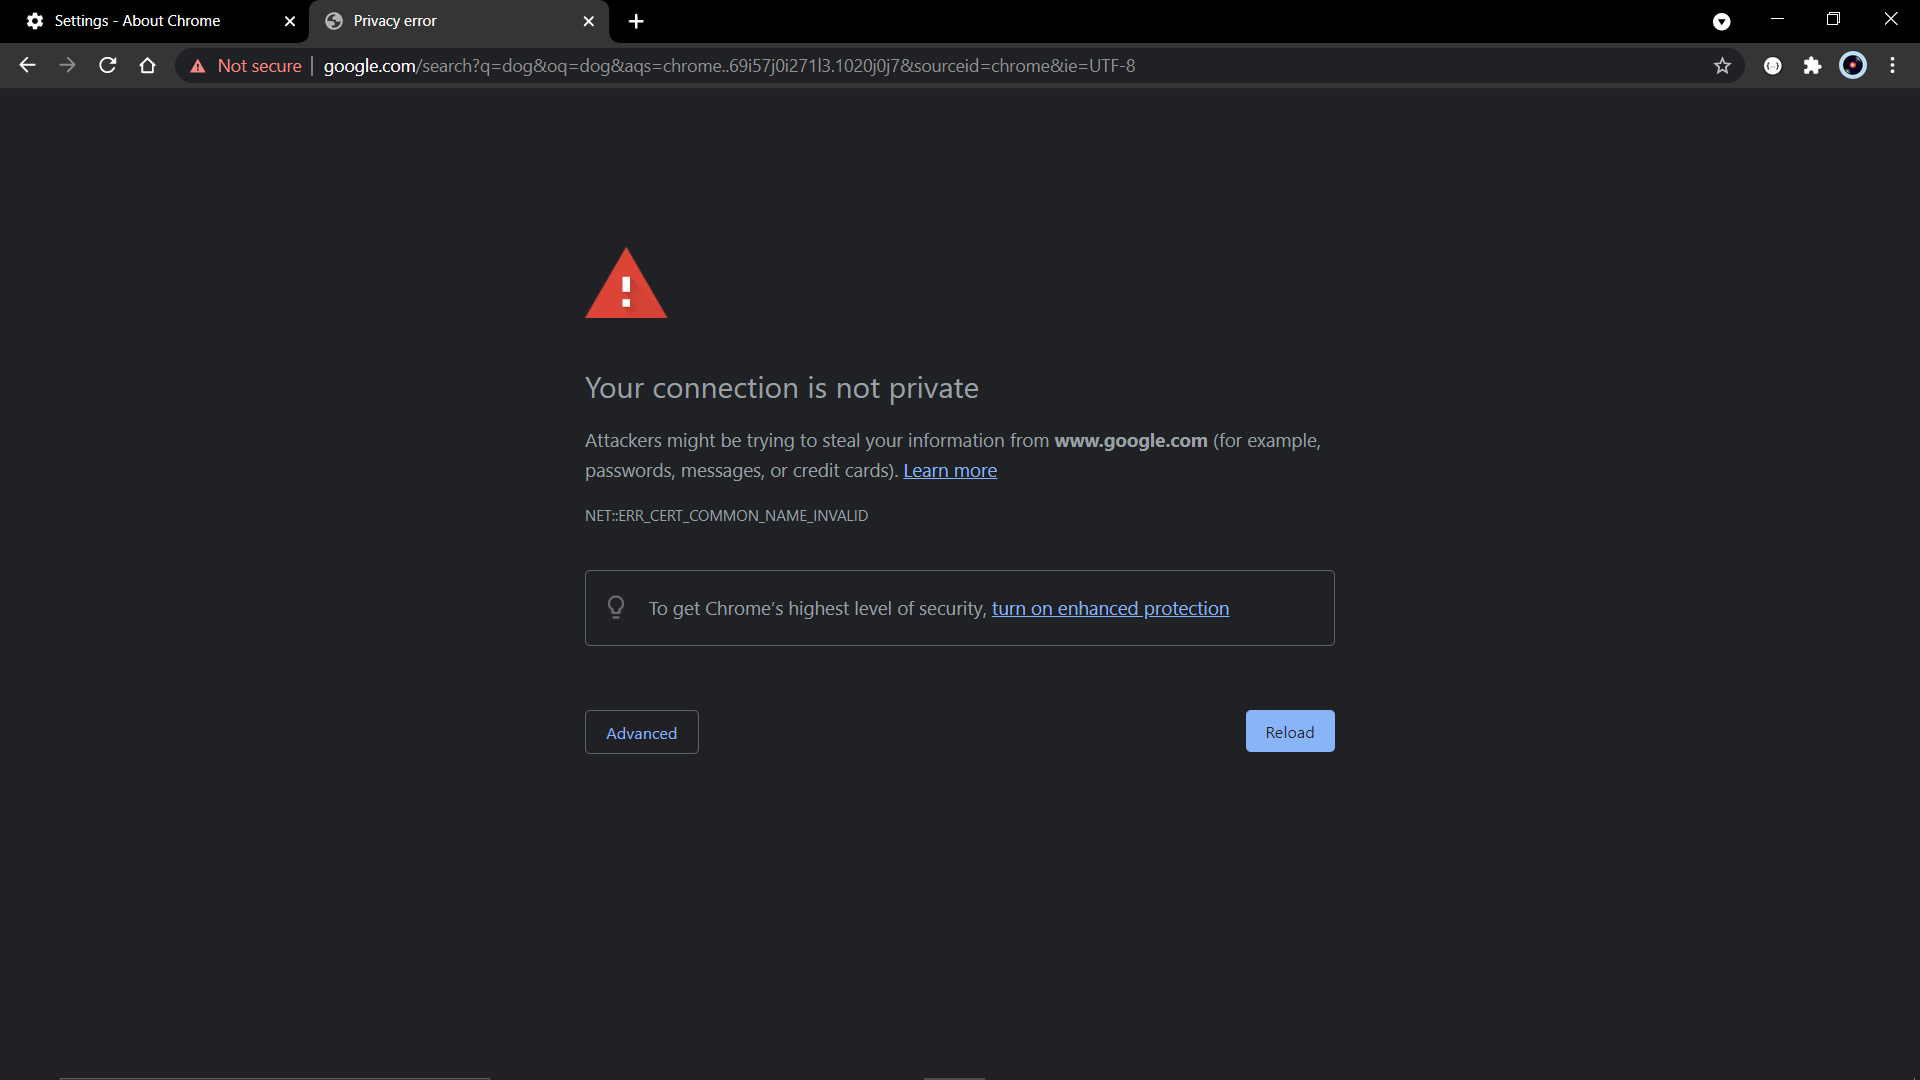 Settings - About Chrome
Privacy error
Not secure
google.com/search?q=dog&oq=dog&aqs=chrome..69i57j0i271l3.1020j0j7&sourceid=chrome&ie=UTF-8
Your connection is not private
Attackers might be trying to steal your information from www.google.com (for example,
passwords, messages, or credit cards). Learn more
NET::ERR_CERT_COMMON_NAME_INVALID
To get Chrome's highest level of security, turn on enhanced protection
Advanced
Reload